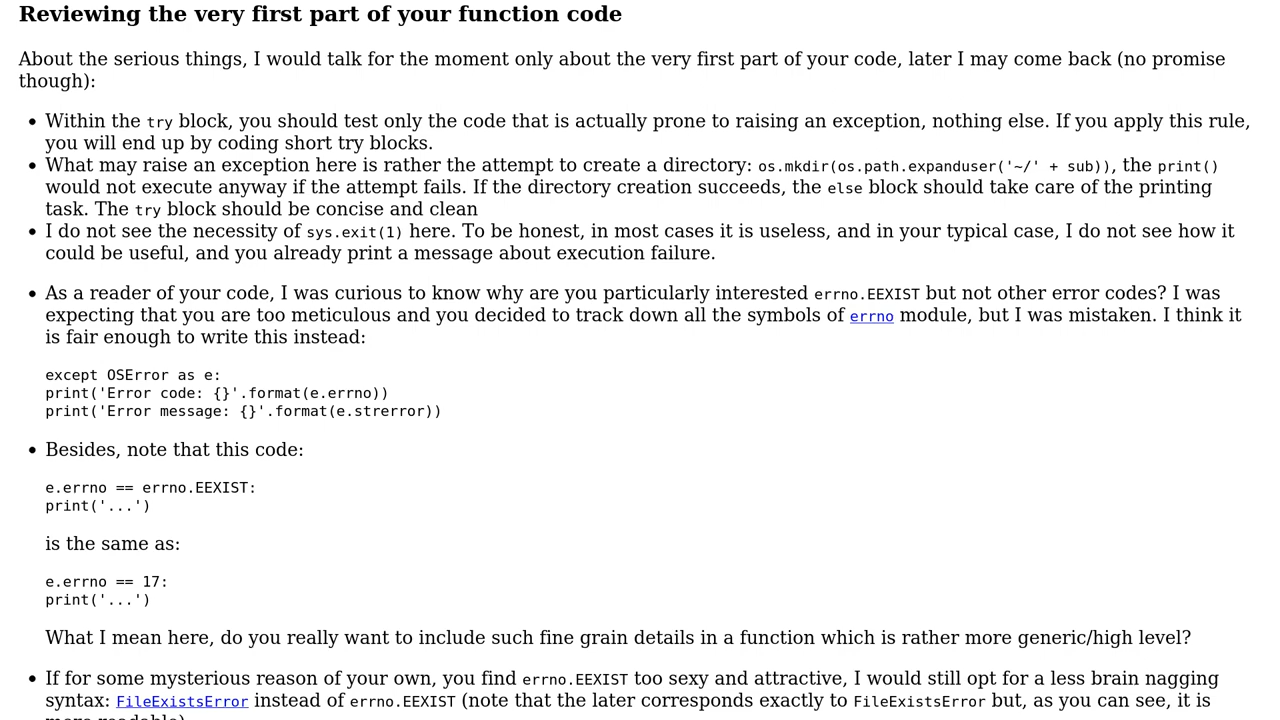 Reviewing the very first part of your function code
About the serious things, I would talk for the moment only about the very first part of your code, later I may come back (no promise
though):
• Within the try block, you should test only the code that is actually prone to raising an exception, nothing else. If you apply this rule,
you will end up by coding short try blocks.
• What may raise an exception here is rather the attempt to create a directory: os.mkdir(os.path.expanduser('~/' + sub)), the print()
would not execute anyway if the attempt fails. If the directory creation succeeds, the else block should take care of the printing
task. The try block should be concise and clean
• I do not see the necessity of sys.exit(1) here. To be honest, in most cases it is useless, and in your typical case, I do not see how it
could be useful, and you already print a message about execution failure.
• As a reader of your code, I was curious to know why are you particularly interested errno.EEXIST but not other error codes? I was
expecting that you are too meticulous and you decided to track down all the symbols of errno module, but I was mistaken. I think it
is fair enough to write this instead:
except OSError as e:
print('Error code: {}'.format(e.errno))
print('Error message: {}'.format(e.strerror))
• Besides, note that this code:
e.errno == errno.EEXIST:
print('...')
is the same as:
e.errno == 17:
print('...')
What I mean here, do you really want to include such fine grain details in a function which is rather more generic/high level?
• If for some mysterious reason of your own, you find errno.EEXIST too sexy and attractive, I would still opt for a less brain nagging
syntax: FileExistsError instead of errno.EEXIST (note that the later corresponds exactly to FileExistsError but, as you can see, it is
more readable)